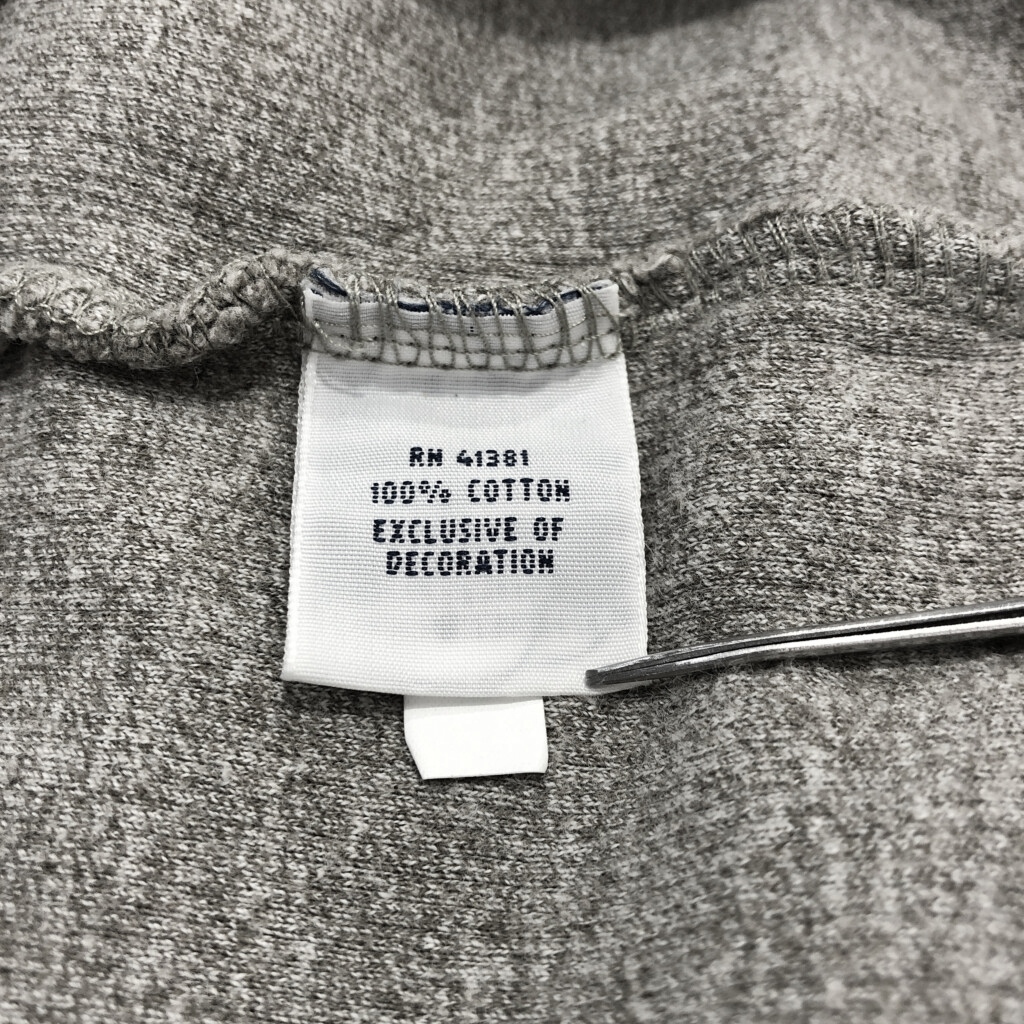 RN 41381
100% COTTON
EXCLUSIVE OF
DECORATION